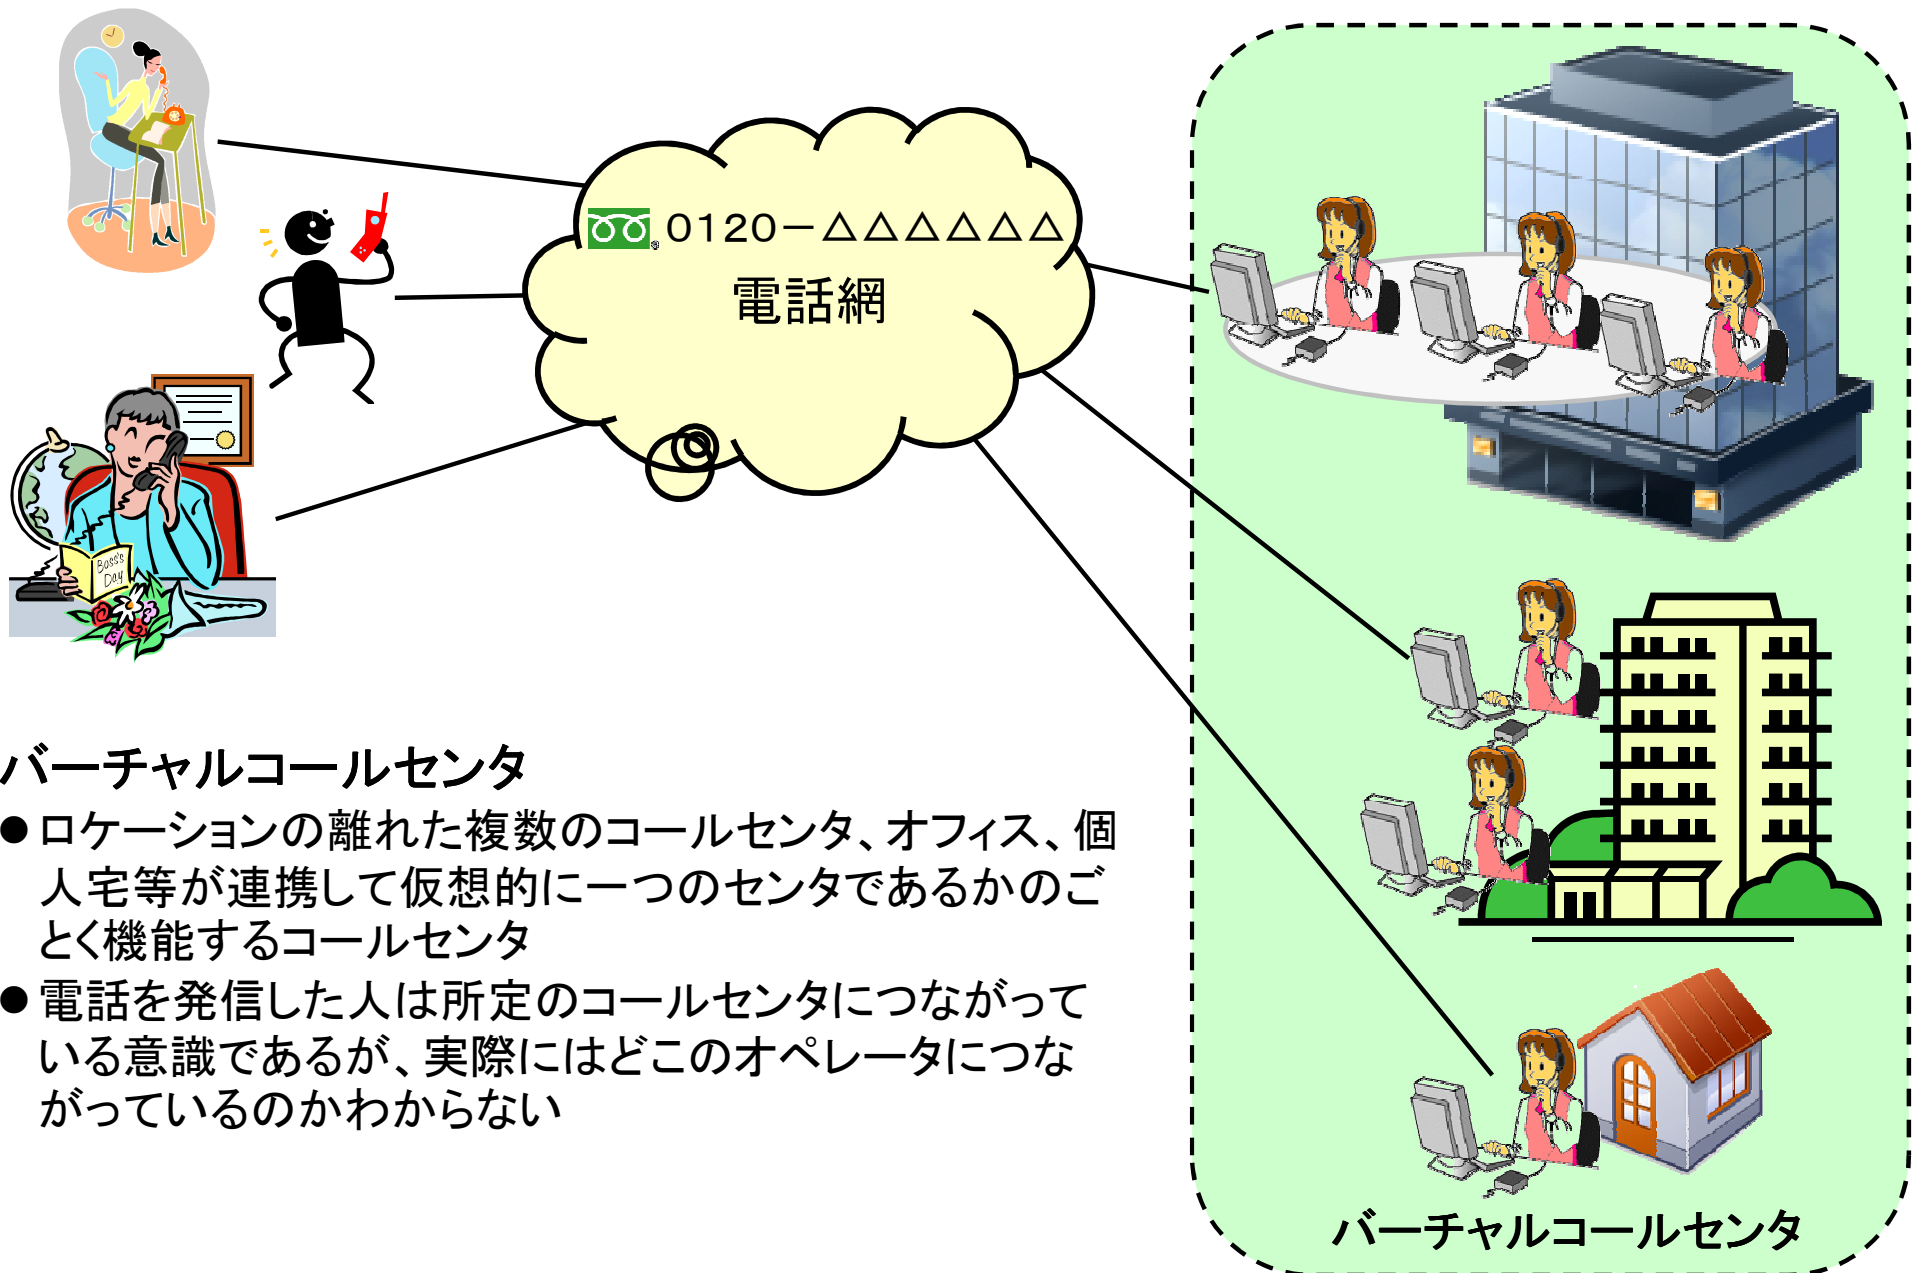 0120－△△△△△△
電話網
Boss's
Day
バーチャルコールセンタ
●ロケーションの離れた複数のコールセンタ、オフィス、個
人宅等が連携して仮想的に一つのセンタであるかのご
とく機能するコールセンタ
●電話を発信した人は所定のコールセンタにつながって
いる意識であるが、実際にはどこのオペレータにつな
がっているのかわからない
バーチャルコールセンタ